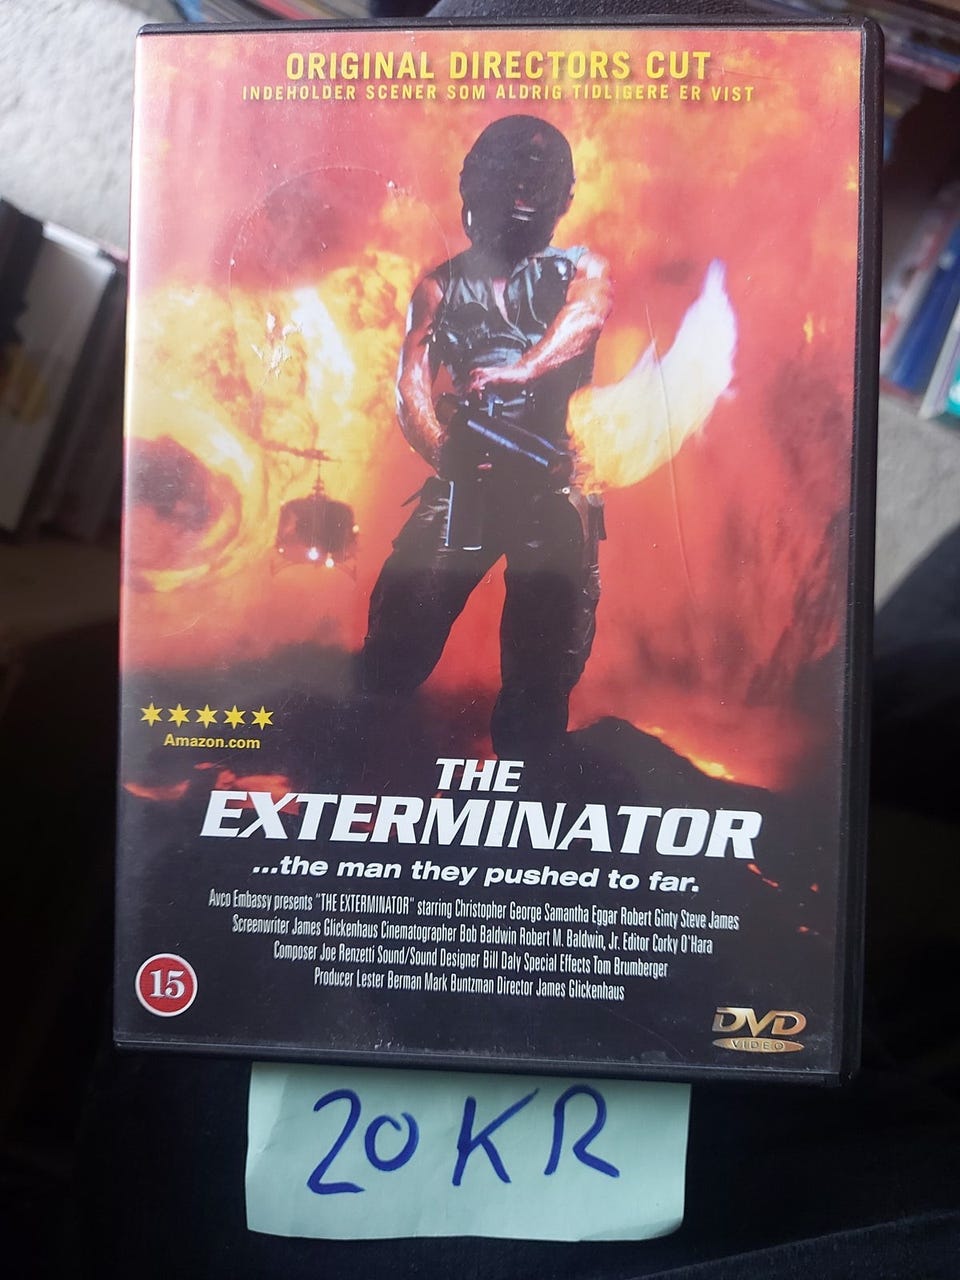 ORIGINAL DIRECTORS CUT
INDEHOLDER SCENER SOM ALDRIG TIDLIGERE ER VIST
Amazon.com
THE
EXTERMINATOR
...the man they pushed to far.
Avco Embassy presents "THE EXTERMINATOR" starring Christopher George Samantha Eggar Robert Ginty Steve James
Screenwriter James Glickenhaus Cinematographer Bob Baldwin Robert M. Baldwin, Jr. Editor Corky O'Hara
Composer Joe Renzetti Sound/Sound Designer Bill Daly Special Effects Tom Brumberger
Producer Lester Berman Mark Buntzman Director James Glickenhaus
15
DVD
VIDEO
20 KR